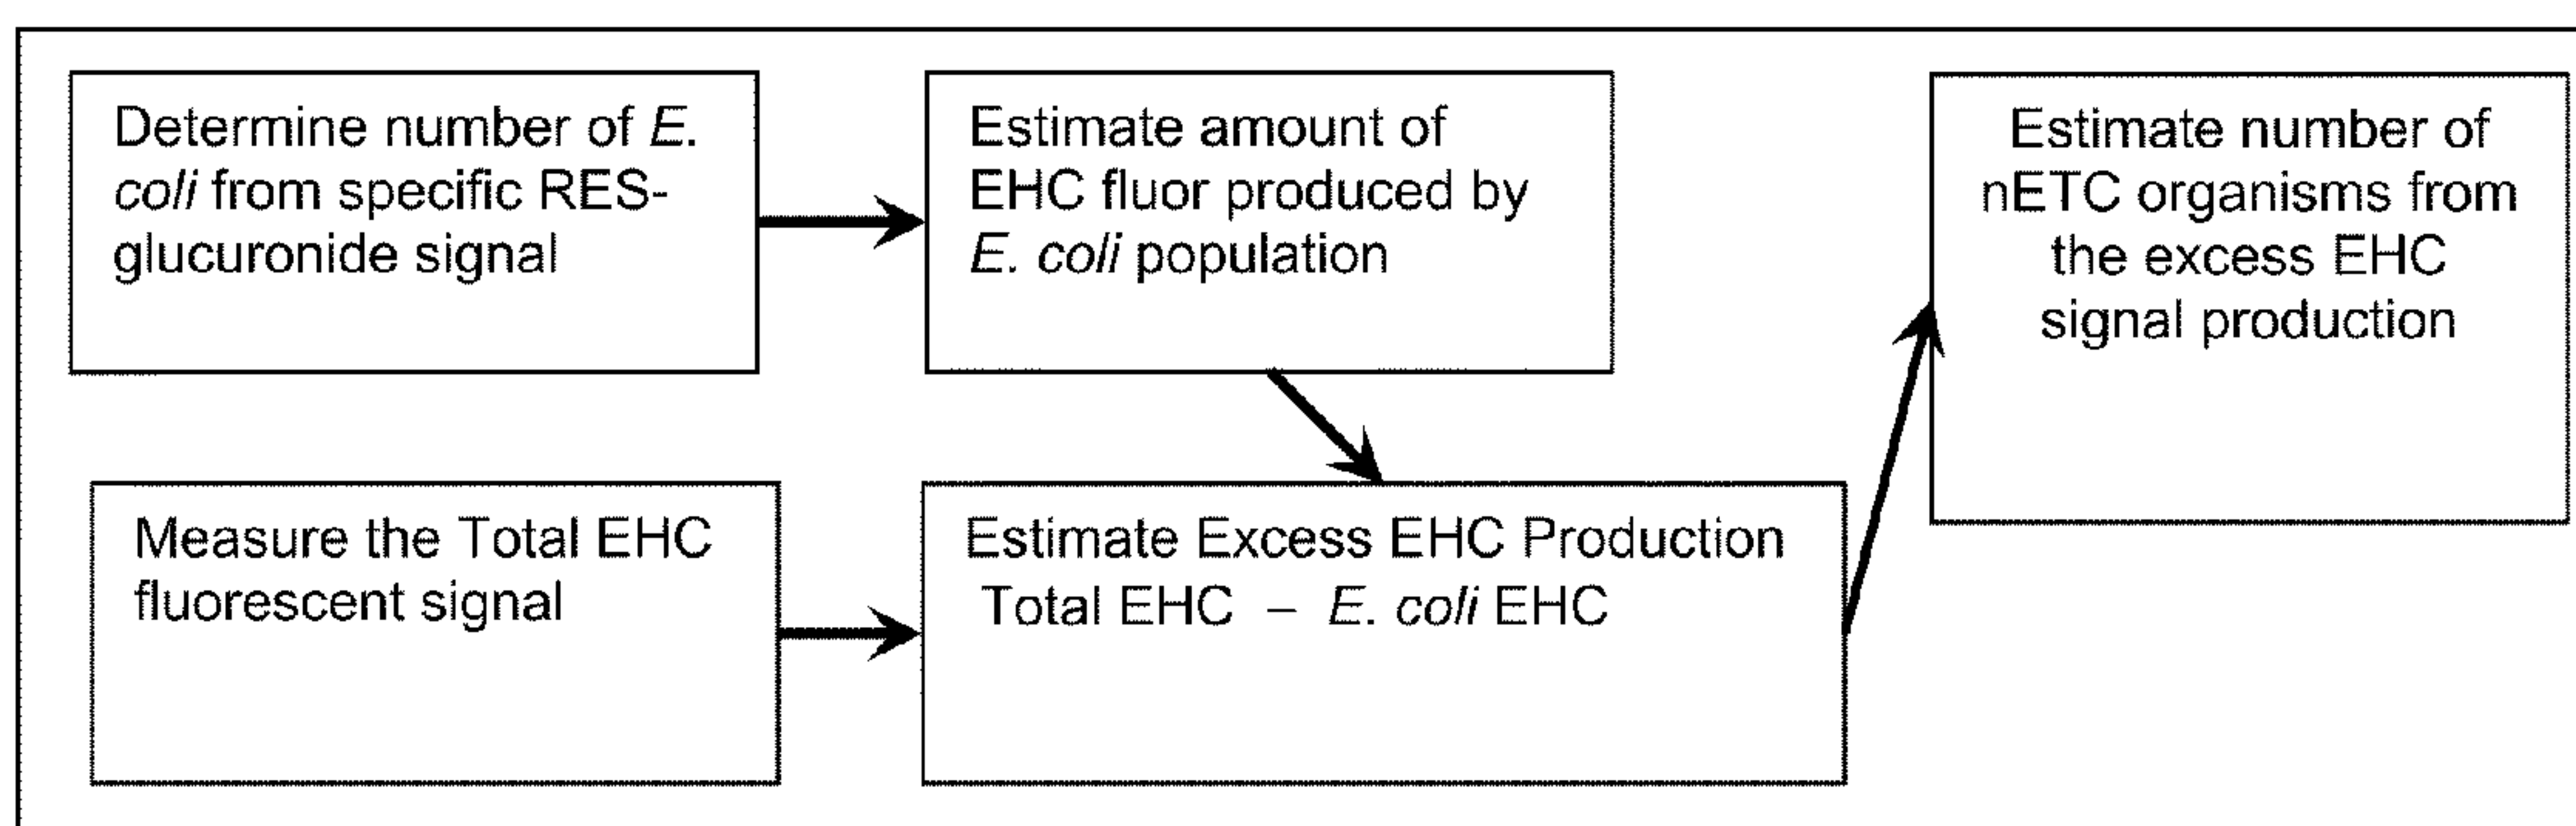 Determine number of E.
coli from specific RES-
glucuronide signal
Estimate amount of
EHC fluor produced by
E. coli population
Estimate number of
nETC organisms from
the excess EHC
signal production
Measure the Total EHC
fluorescent signal
Estimate Excess EHC Production
Total EHC – E. coli EHC